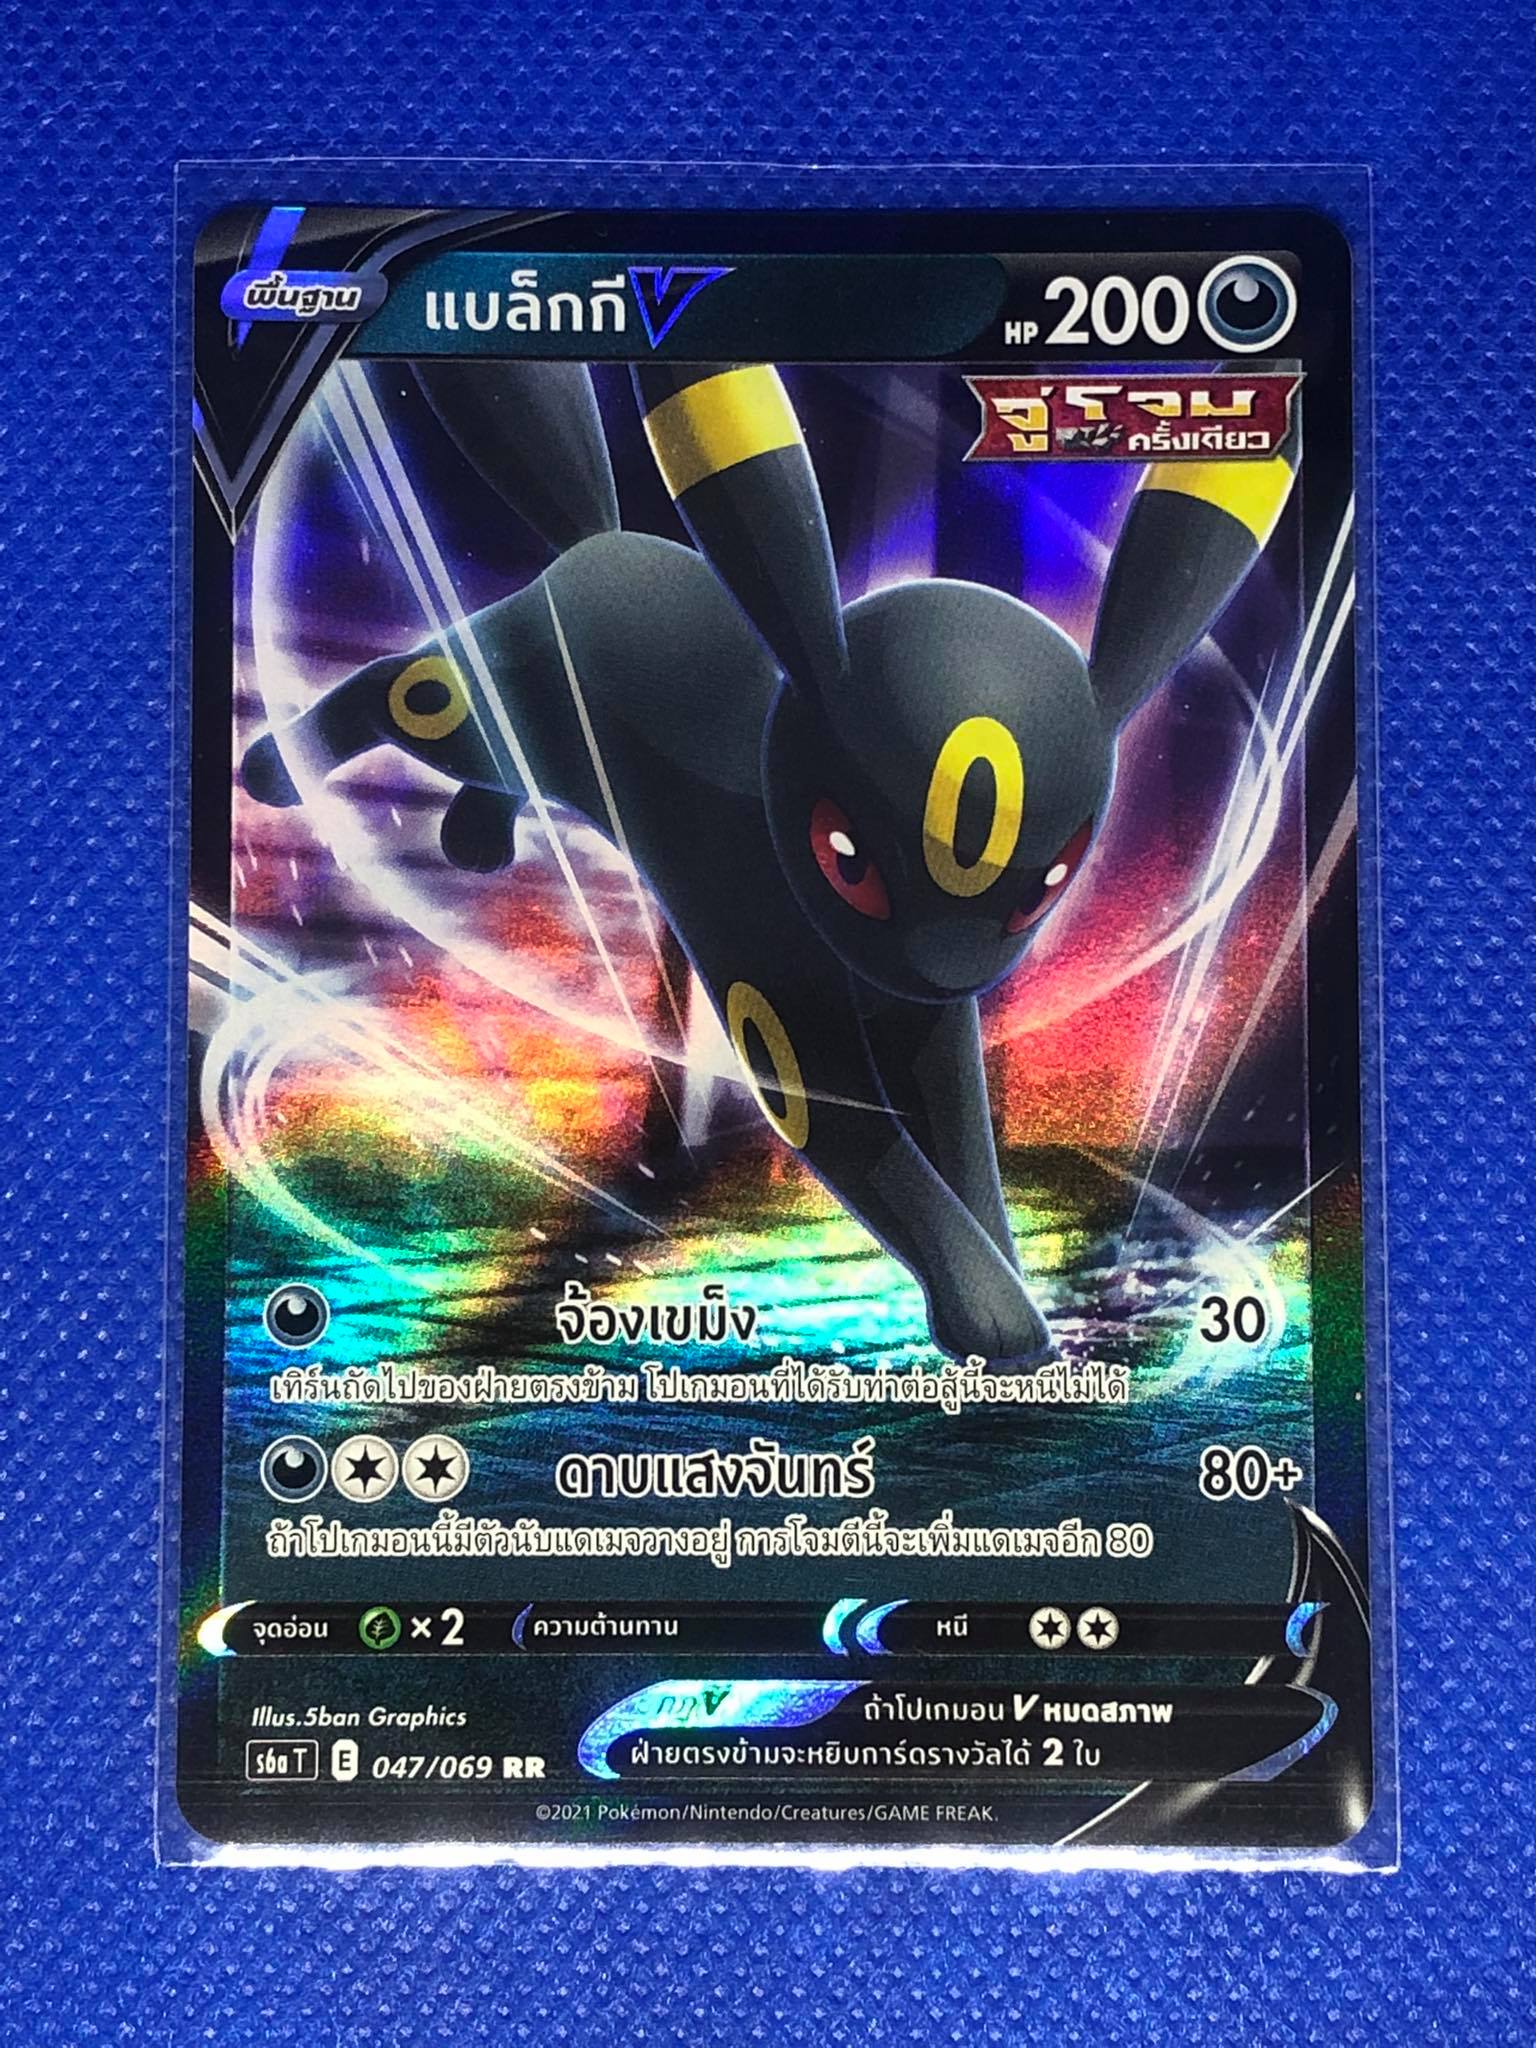 พื้นฐาน
แบล็กกี V
HP 200
จู่โจม
ครั้งเดียว
จ้องเขม็ง 30
เทิร์นถัดไปของฝ่ายตรงข้าม โปเกมอนที่ได้รับท่าต่อสู้นี้จะหนีไม่ได้
ดาบแสงจันทร์ 80+
ถ้าโปเกมอนนี้มีตัวนับแดเมจวางอยู่ การโจมตีนี้จะเพิ่มแดเมจอีก 80
จุดอ่อน ×2 ความต้านทาน หนี
Illus.5ban Graphics
s6a T E 047/069 RR
กฎ V ถ้าโปเกมอน V หมดสภาพ
ฝ่ายตรงข้ามจะหยิบการ์ดรางวัลได้ 2 ใบ
©2021 Pokémon/Nintendo/Creatures/GAME FREAK.